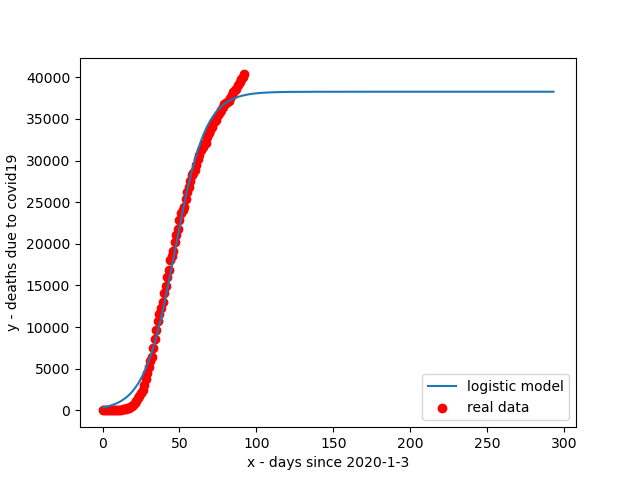 40000
35000
30000
25000
20000
15000
10000
5000
0
y - deaths due to covid19
logistic model
real data
0 50 100 150 200 250 300
x - days since 2020-1-3